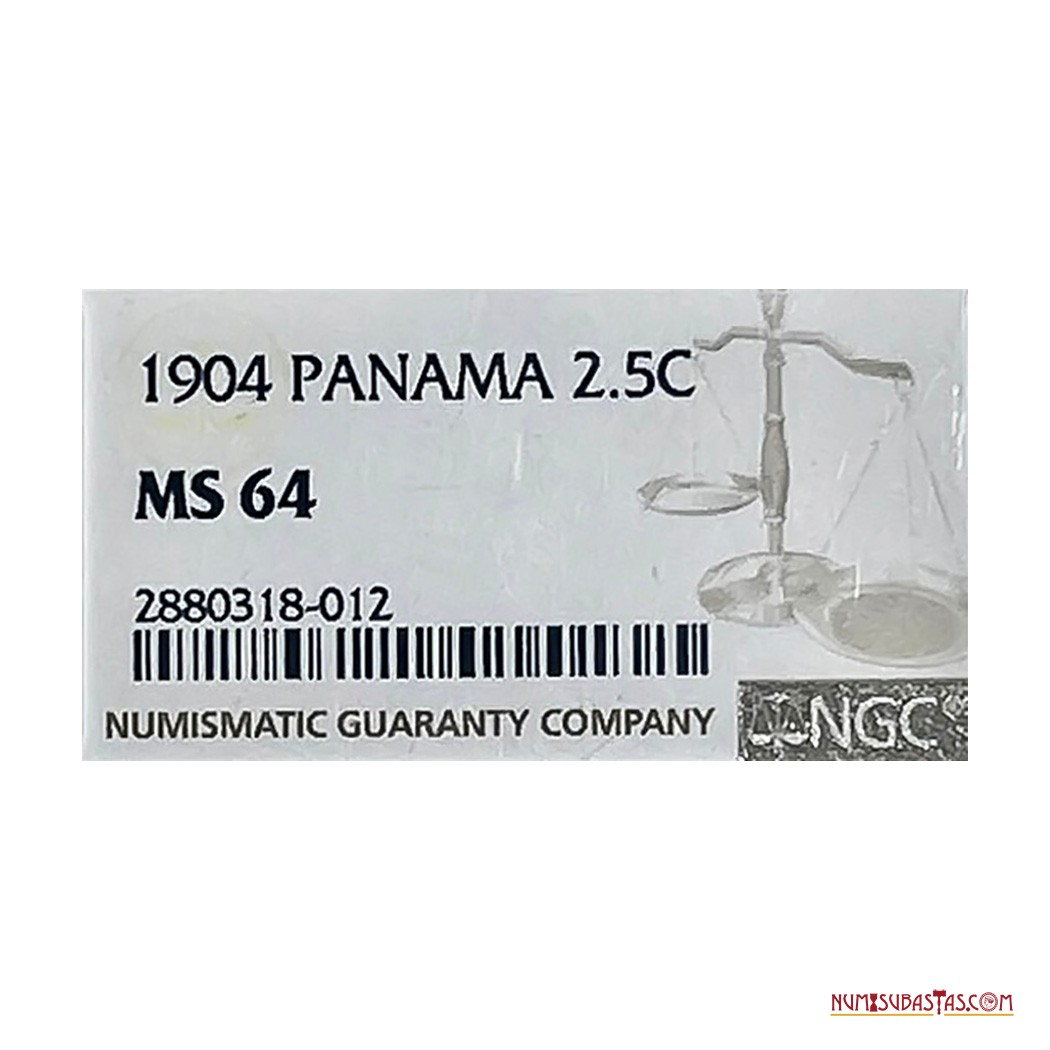 1904 PANAMA 2.5C
MS 64
2880318-012
NUMISMATIC GUARANTY COMPANY
NGC
NUMISUBASTAS.COM